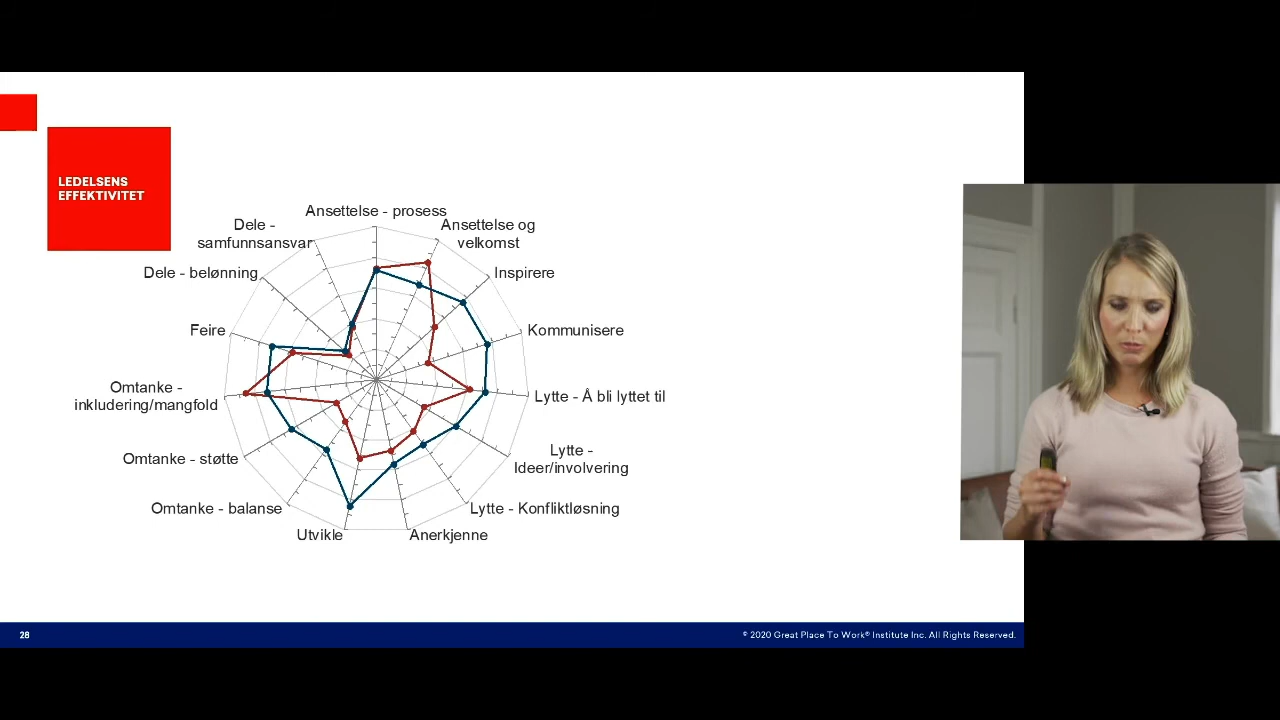 LEDELSENS
EFFEKTIVITET
Ansettelse - prosess
Ansettelse og
velkomst
Inspirere
Kommunisere
Lytte - Å bli lyttet til
Lytte -
Ideer/involvering
Lytte - Konfliktløsning
Anerkjenne
Utvikle
Omtanke - balanse
Omtanke - støtte
Omtanke -
inkludering/mangfold
Feire
Dele - belønning
Dele -
samfunnsansvar
28
© 2020 Great Place To Work® Institute Inc. All Rights Reserved.